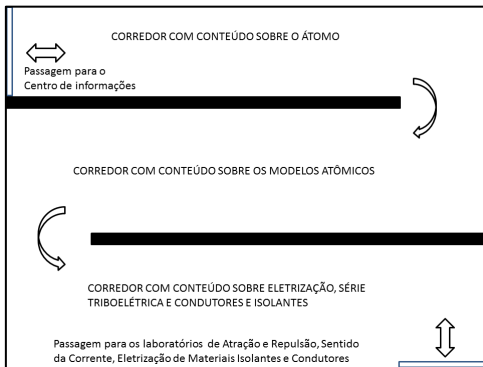 CORREDOR COM CONTEÚDO SOBRE O ÁTOMO
Passagem para o
Centro de informações
CORREDOR COM CONTEÚDO SOBRE OS MODELOS ATÔMICOS
CORREDOR COM CONTEÚDO SOBRE ELETRIZAÇÃO, SÉRIE
TRIBOELÉTRICA E CONDUTORES E ISOLANTES
Passagem para os laboratórios de Atração e Repulsão, Sentido
da Corrente, Eletrização de Materiais Isolantes e Condutores